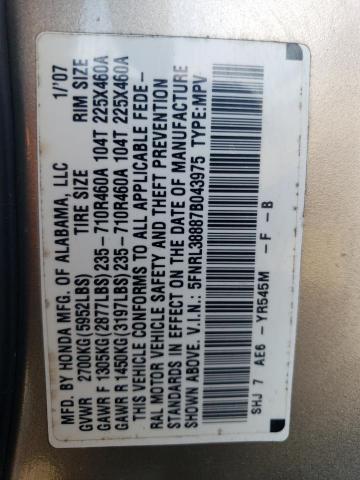 MFD. BY HONDA MFG. OF ALABAMA, LLC 1/'07
GVWR 2700KG(5952LBS) TIRE SIZE RIM SIZE
GAWR F 1305KG(2877LBS) 235-710R460A 104T 225X460A
GAWR R 1450KG(3197LBS) 235-710R460A 104T 225X460A
THIS VEHICLE CONFORMS TO ALL APPLICABLE FEDE-
RAL MOTOR VEHICLE SAFETY AND THEFT PREVENTION
STANDARDS IN EFFECT ON THE DATE OF MANUFACTURE
SHOWN ABOVE. V.I.N.: 5FNRL38887B043975 TYPE:MPV
SHJ 7 AE6 -YR545M -F -B